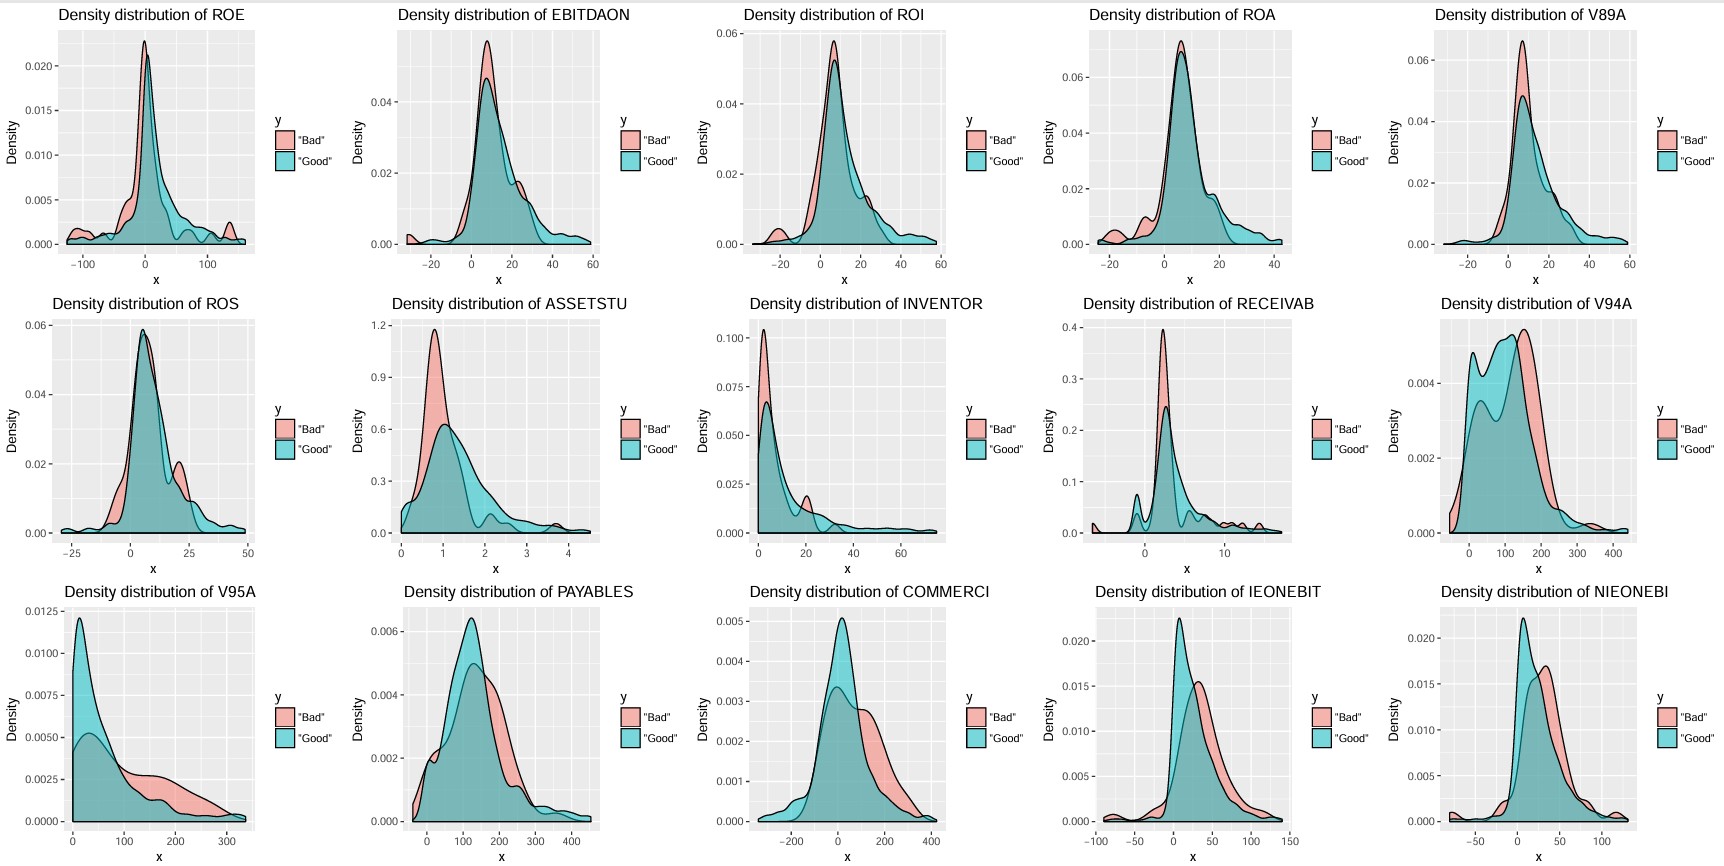 Density distribution of ROE
Density
0.020
0.015
0.010
0.005
0.000
−100 0 100
x
y
"Bad"
"Good"
Density distribution of EBITDAON
Density
0.04
0.02
0.00
−20 0 20 40 60
x
y
"Bad"
"Good"
Density distribution of ROI
Density
0.06
0.04
0.02
0.00
−20 0 20 40 60
x
y
"Bad"
"Good"
Density distribution of ROA
Density
0.06
0.04
0.02
0.00
−20 0 20 40
x
y
"Bad"
"Good"
Density distribution of V89A
Density
0.06
0.04
0.02
0.00
−20 0 20 40 60
x
y
"Bad"
"Good"
Density distribution of ROS
Density
0.06
0.04
0.02
0.00
−25 0 25 50
x
y
"Bad"
"Good"
Density distribution of ASSETSTU
Density
1.2
0.9
0.6
0.3
0.0
0 1 2 3 4
x
y
"Bad"
"Good"
Density distribution of INVENTOR
Density
0.100
0.075
0.050
0.025
0.000
0 20 40 60
x
y
"Bad"
"Good"
Density distribution of RECEIVAB
Density
0.4
0.3
0.2
0.1
0.0
0 10
x
y
"Bad"
"Good"
Density distribution of V94A
Density
0.004
0.002
0.000
0 100 200 300 400
x
y
"Bad"
"Good"
Density distribution of V95A
Density
0.0125
0.0100
0.0075
0.0050
0.0025
0.0000
0 100 200 300
x
y
"Bad"
"Good"
Density distribution of PAYABLES
Density
0.006
0.004
0.002
0.000
0 100 200 300 400
x
y
"Bad"
"Good"
Density distribution of COMMERCI
Density
0.005
0.004
0.003
0.002
0.001
0.000
−200 0 200 400
x
y
"Bad"
"Good"
Density distribution of IEONEBIT
Density
0.020
0.015
0.010
0.005
0.000
−100 −50 0 50 100 150
x
y
"Bad"
"Good"
Density distribution of NIEONEBI
Density
0.020
0.015
0.010
0.005
0.000
−50 0 50 100
x
y
"Bad"
"Good"